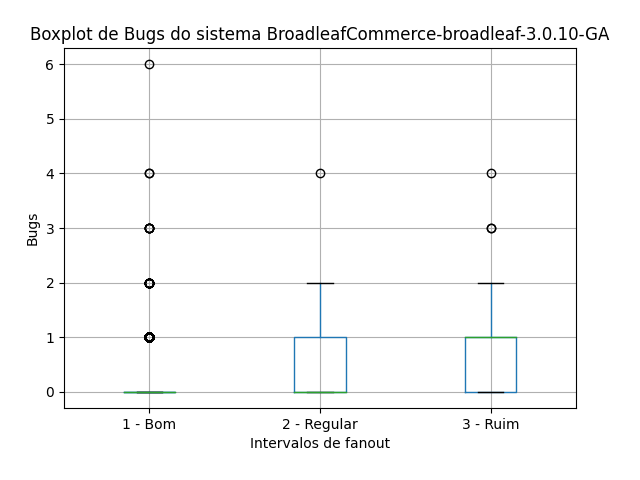 Boxplot de Bugs do sistema BroadleafCommerce-broadleaf-3.0.10-GA
6
5
4
3
2
1
0
Bugs
1 - Bom
2 - Regular
3 - Ruim
Intervalos de fanout